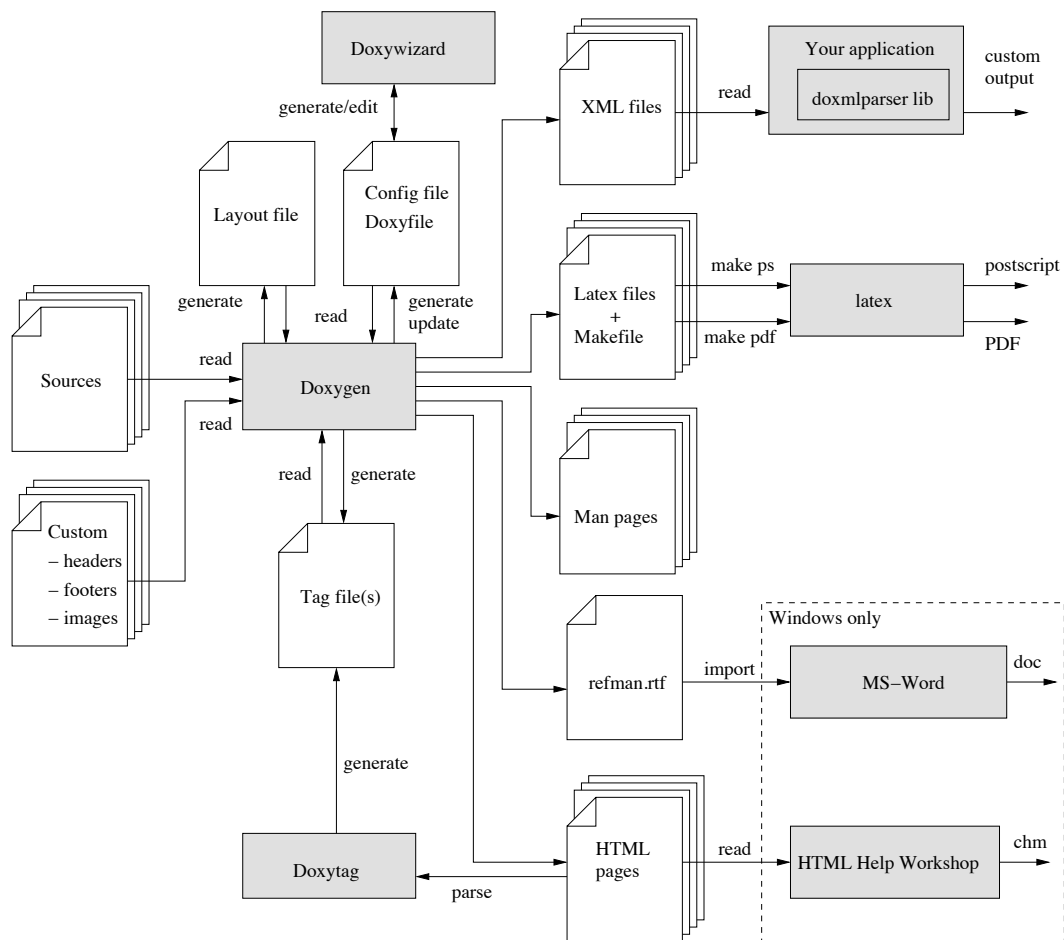 Doxywizard
generate/edit
Layout file
Config file
Doxyfile
generate
read
generate
update
Sources
read
Doxygen
read
Custom
– headers
– footers
– images
read
generate
Tag file(s)
generate
Doxytag
parse
XML files
read
Your application
doxmlparser lib
custom
output
Latex files
+
Makefile
make ps
make pdf
latex
postscript
PDF
Man pages
refman.rtf
import
Windows only
MS–Word
doc
HTML
pages
read
HTML Help Workshop
chm